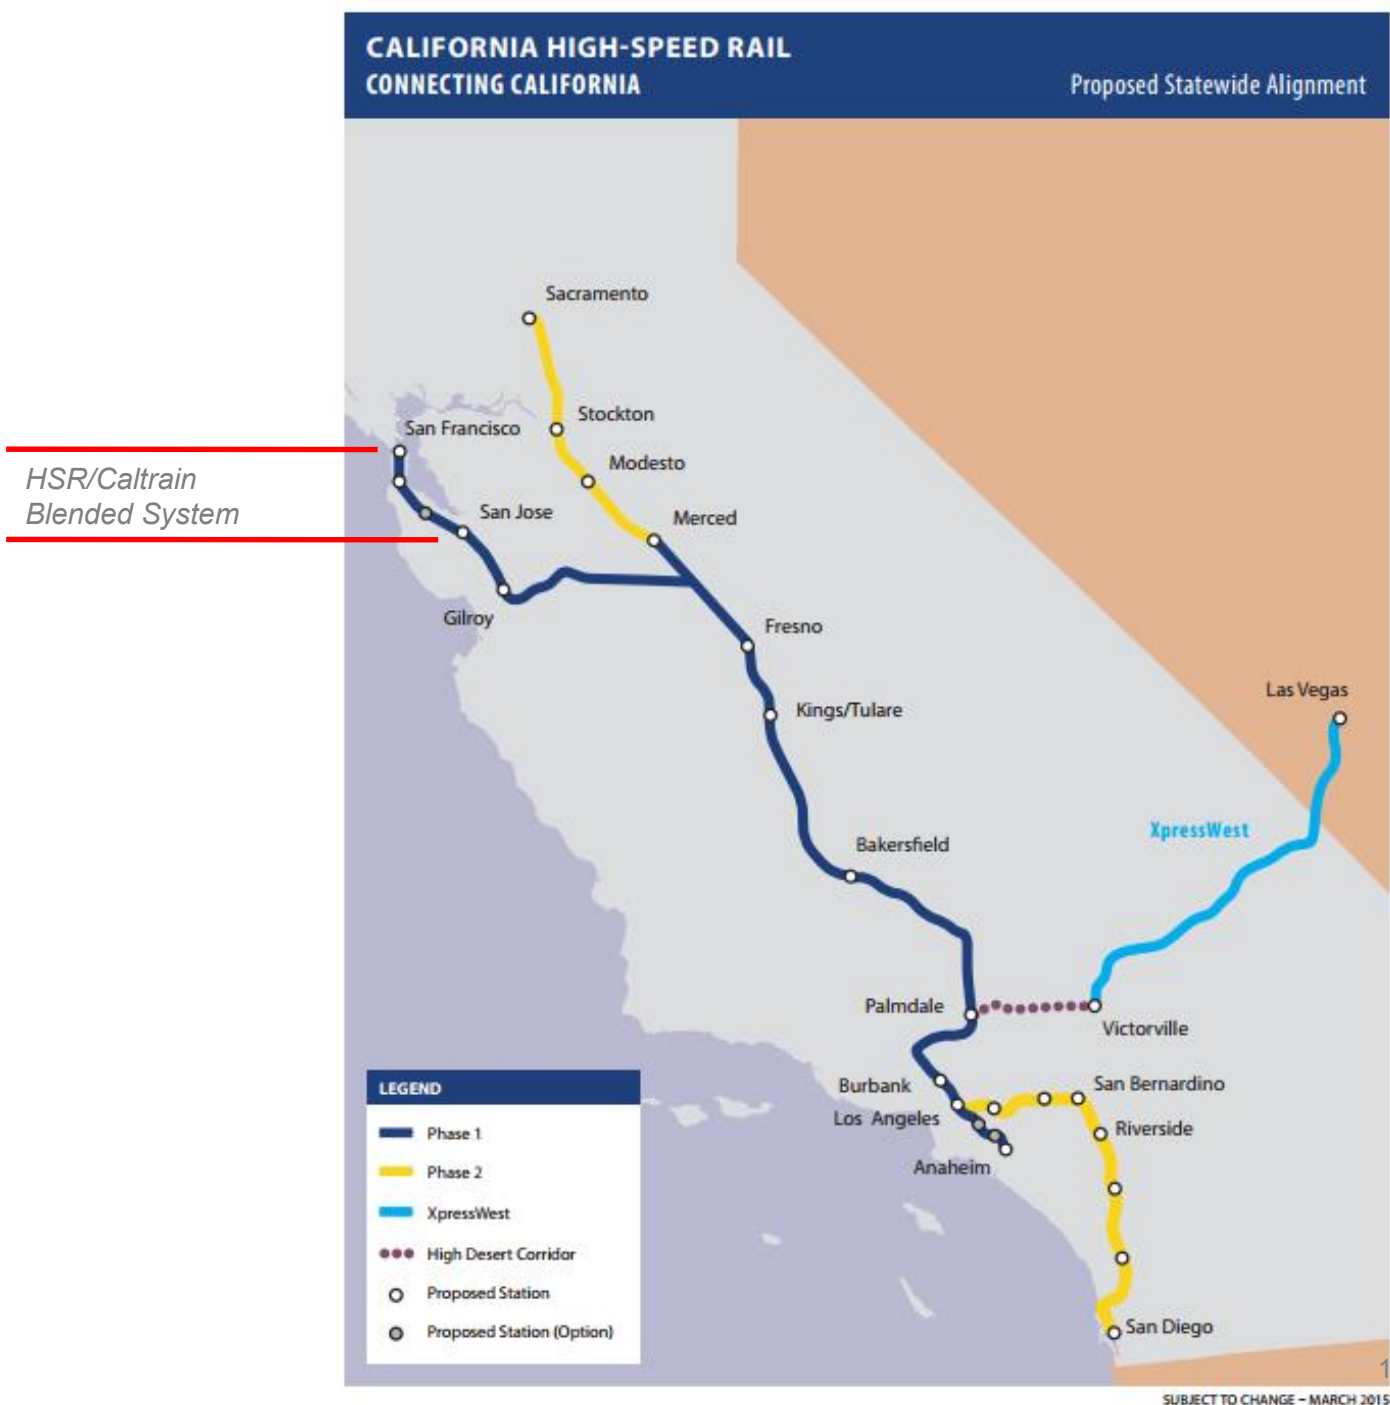 CALIFORNIA HIGH-SPEED RAIL
CONNECTING CALIFORNIA
Proposed Statewide Alignment
Sacramento
Stockton
San Francisco
Modesto
HSR/Caltrain
Blended System
San Jose
Merced
Gilroy
Fresno
Las Vegas
Kings/Tulare
XpressWest
Bakersfield
Palmdale
Victorville
Burbank
San Bernardino
Los Angeles
Riverside
Anaheim
San Diego
LEGEND
Phase 1
Phase 2
XpressWest
High Desert Corridor
Proposed Station
Proposed Station (Option)
1
SUBJECT TO CHANGE – MARCH 2015